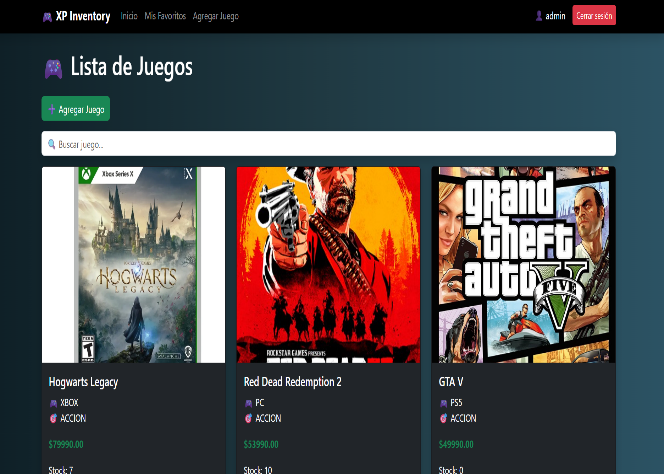 XP Inventory Inicio Mis Favoritos Agregar Juego admin Cerrar sesión
Lista de Juegos
+ Agregar Juego
Buscar juego...
Xbox Series X X
HOGWARTS
LEGACY
TEEN
T
ROCKSTAR GAMES PRESENTS
grand
theft
auto
V
FIVE
Hogwarts Legacy Red Dead Redemption 2 GTA V
XBOX PC PS5
ACCION ACCION ACCION
$79990.00 $53990.00 $49990.00
Stock: 7 Stock: 10 Stock: 0